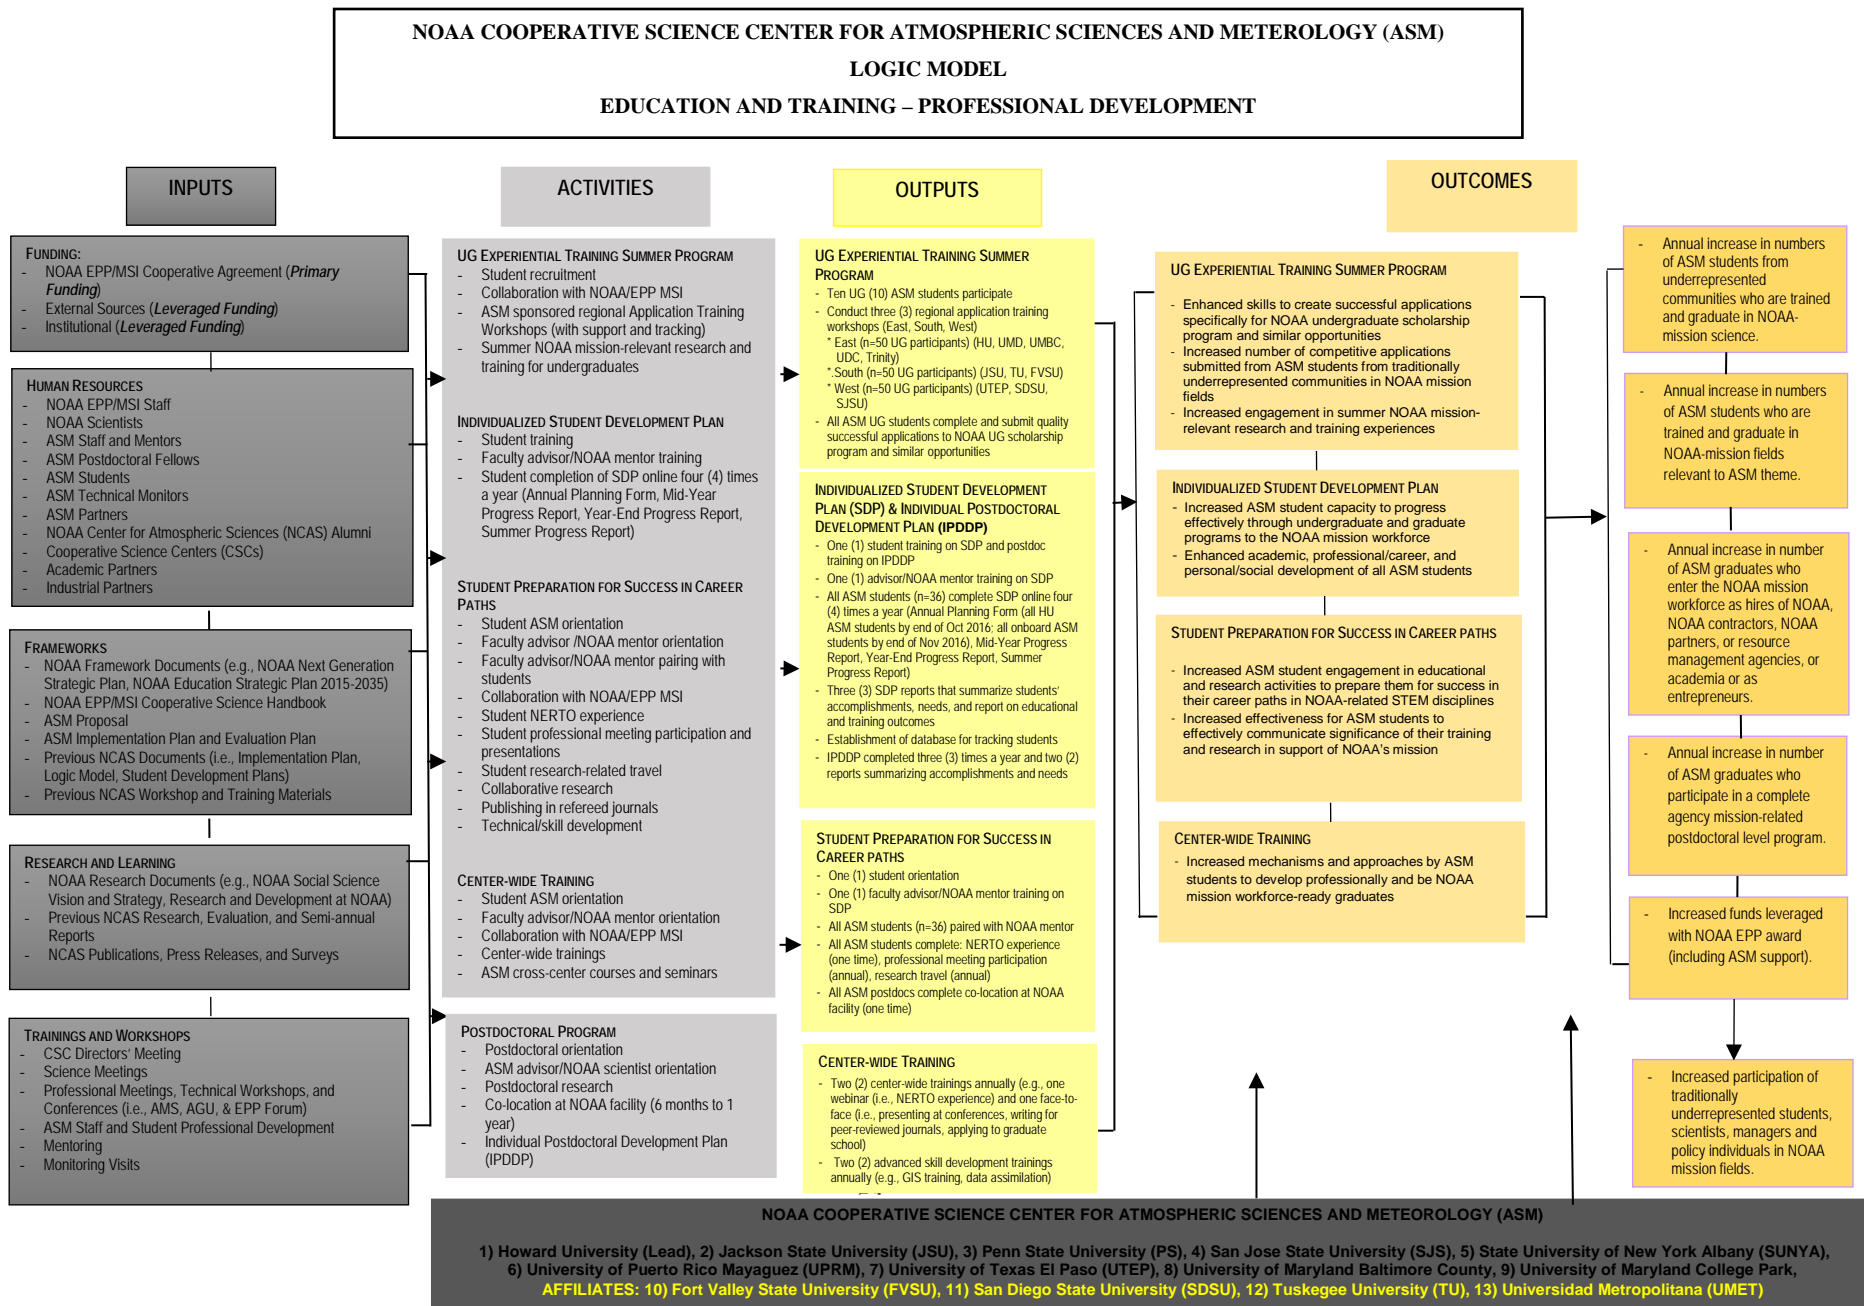 NOAA COOPERATIVE SCIENCE CENTER FOR ATMOSPHERIC SCIENCES AND METEROLOGY (ASM)
LOGIC MODEL
EDUCATION AND TRAINING – PROFESSIONAL DEVELOPMENT
INPUTS
FUNDING:
- NOAA EPP/MSI Cooperative Agreement (Primary
Funding)
- External Sources (Leveraged Funding)
- Institutional (Leveraged Funding)
HUMAN RESOURCES
- NOAA EPP/MSI Staff
- NOAA Scientists
- ASM Staff and Mentors
- ASM Postdoctoral Fellows
- ASM Students
- ASM Technical Monitors
- ASM Partners
- NOAA Center for Atmospheric Sciences (NCAS) Alumni
- Cooperative Science Centers (CSCs)
- Academic Partners
- Industrial Partners
FRAMEWORKS
- NOAA Framework Documents (e.g., NOAA Next Generation
Strategic Plan, NOAA Education Strategic Plan 2015-2035)
- NOAA EPP/MSI Cooperative Science Handbook
- ASM Proposal
- ASM Implementation Plan and Evaluation Plan
- Previous NCAS Documents (i.e., Implementation Plan,
Logic Model, Student Development Plans)
- Previous NCAS Workshop and Training Materials
RESEARCH AND LEARNING
- NOAA Research Documents (e.g., NOAA Social Science
Vision and Strategy, Research and Development at NOAA)
- Previous NCAS Research, Evaluation, and Semi-annual
Reports
- NCAS Publications, Press Releases, and Surveys
TRAININGS AND WORKSHOPS
- CSC Directors' Meeting
- Science Meetings
- Professional Meetings, Technical Workshops, and
Conferences (i.e., AMS, AGU, & EPP Forum)
- ASM Staff and Student Professional Development
- Mentoring
- Monitoring Visits
ACTIVITIES
UG EXPERIENTIAL TRAINING SUMMER PROGRAM
- Student recruitment
- Collaboration with NOAA/EPP MSI
- ASM sponsored regional Application Training
Workshops (with support and tracking)
- Summer NOAA mission-relevant research and
training for undergraduates
INDIVIDUALIZED STUDENT DEVELOPMENT PLAN
- Student training
- Faculty advisor/NOAA mentor training
- Student completion of SDP online four (4) times
a year (Annual Planning Form, Mid-Year
Progress Report, Year-End Progress Report,
Summer Progress Report)
STUDENT PREPARATION FOR SUCCESS IN CAREER
PATHS
- Student ASM orientation
- Faculty advisor /NOAA mentor orientation
- Faculty advisor/NOAA mentor pairing with
students
- Collaboration with NOAA/EPP MSI
- Student NERTO experience
- Student professional meeting participation and
presentations
- Student research-related travel
- Collaborative research
- Publishing in refereed journals
- Technical/skill development
CENTER-WIDE TRAINING
- Student ASM orientation
- Faculty advisor/NOAA mentor orientation
- Collaboration with NOAA/EPP MSI
- Center-wide trainings
- ASM cross-center courses and seminars
POSTDOCTORAL PROGRAM
- Postdoctoral orientation
- ASM advisor/NOAA scientist orientation
- Postdoctoral research
- Co-location at NOAA facility (6 months to 1
year)
- Individual Postdoctoral Development Plan
(IPDDP)
OUTPUTS
UG EXPERIENTIAL TRAINING SUMMER
PROGRAM
- Ten UG (10) ASM students participate
- Conduct three (3) regional application training
workshops (East, South, West)
* East (n=50 UG participants) (HU, UMD, UMBC,
UDC, Trinity)
*.South (n=50 UG participants) (JSU, TU, FVSU)
* West (n=50 UG participants) (UTEP, SDSU,
SJSU)
- All ASM UG students complete and submit quality
successful applications to NOAA UG scholarship
program and similar opportunities
INDIVIDUALIZED STUDENT DEVELOPMENT
PLAN (SDP) & INDIVIDUAL POSTDOCTORAL
DEVELOPMENT PLAN (IPDDP)
- One (1) student training on SDP and postdoc
training on IPDDP
- One (1) advisor/NOAA mentor training on SDP
- All ASM students (n=36) complete SDP online four
(4) times a year (Annual Planning Form (all HU
ASM students by end of Oct 2016; all onboard ASM
students by end of Nov 2016), Mid-Year Progress
Report, Year-End Progress Report, Summer
Progress Report)
- Three (3) SDP reports that summarize students'
accomplishments, needs, and report on educational
and training outcomes
- Establishment of database for tracking students
- IPDDP completed three (3) times a year and two (2)
reports summarizing accomplishments and needs
STUDENT PREPARATION FOR SUCCESS IN
CAREER PATHS
- One (1) student orientation
- One (1) faculty advisor/NOAA mentor training on
SDP
- All ASM students (n=36) paired with NOAA mentor
- All ASM students complete: NERTO experience
(one time), professional meeting participation
(annual), research travel (annual)
- All ASM postdocs complete co-location at NOAA
facility (one time)
CENTER-WIDE TRAINING
- Two (2) center-wide trainings annually (e.g., one
webinar (i.e., NERTO experience) and one face-to-
face (i.e., presenting at conferences, writing for
peer-reviewed journals, applying to graduate
school)
- Two (2) advanced skill development trainings
annually (e.g., GIS training, data assimilation)
OUTCOMES
UG EXPERIENTIAL TRAINING SUMMER PROGRAM
- Enhanced skills to create successful applications
specifically for NOAA undergraduate scholarship
program and similar opportunities
- Increased number of competitive applications
submitted from ASM students from traditionally
underrepresented communities in NOAA mission
fields
- Increased engagement in summer NOAA mission-
relevant research and training experiences
INDIVIDUALIZED STUDENT DEVELOPMENT PLAN
- Increased ASM student capacity to progress
effectively through undergraduate and graduate
programs to the NOAA mission workforce
- Enhanced academic, professional/career, and
personal/social development of all ASM students
STUDENT PREPARATION FOR SUCCESS IN CAREER PATHS
- Increased ASM student engagement in educational
and research activities to prepare them for success in
their career paths in NOAA-related STEM disciplines
- Increased effectiveness for ASM students to
effectively communicate significance of their training
and research in support of NOAA's mission
CENTER-WIDE TRAINING
- Increased mechanisms and approaches by ASM
students to develop professionally and be NOAA
mission workforce-ready graduates
- Annual increase in numbers
of ASM students from
underrepresented
communities who are trained
and graduate in NOAA-
mission science.
- Annual increase in numbers
of ASM students who are
trained and graduate in
NOAA-mission fields
relevant to ASM theme.
- Annual increase in number
of ASM graduates who
enter the NOAA mission
workforce as hires of NOAA,
NOAA contractors, NOAA
partners, or resource
management agencies, or
academia or as
entrepreneurs.
- Annual increase in number
of ASM graduates who
participate in a complete
agency mission-related
postdoctoral level program.
- Increased funds leveraged
with NOAA EPP award
(including ASM support).
- Increased participation of
traditionally
underrepresented students,
scientists, managers and
policy individuals in NOAA
mission fields.
NOAA COOPERATIVE SCIENCE CENTER FOR ATMOSPHERIC SCIENCES AND METEOROLOGY (ASM)
1) Howard University (Lead), 2) Jackson State University (JSU), 3) Penn State University (PS), 4) San Jose State University (SJS), 5) State University of New York Albany (SUNYA),
6) University of Puerto Rico Mayaguez (UPRM), 7) University of Texas El Paso (UTEP), 8) University of Maryland Baltimore County, 9) University of Maryland College Park,
AFFILIATES: 10) Fort Valley State University (FVSU), 11) San Diego State University (SDSU), 12) Tuskegee University (TU), 13) Universidad Metropolitana (UMET)